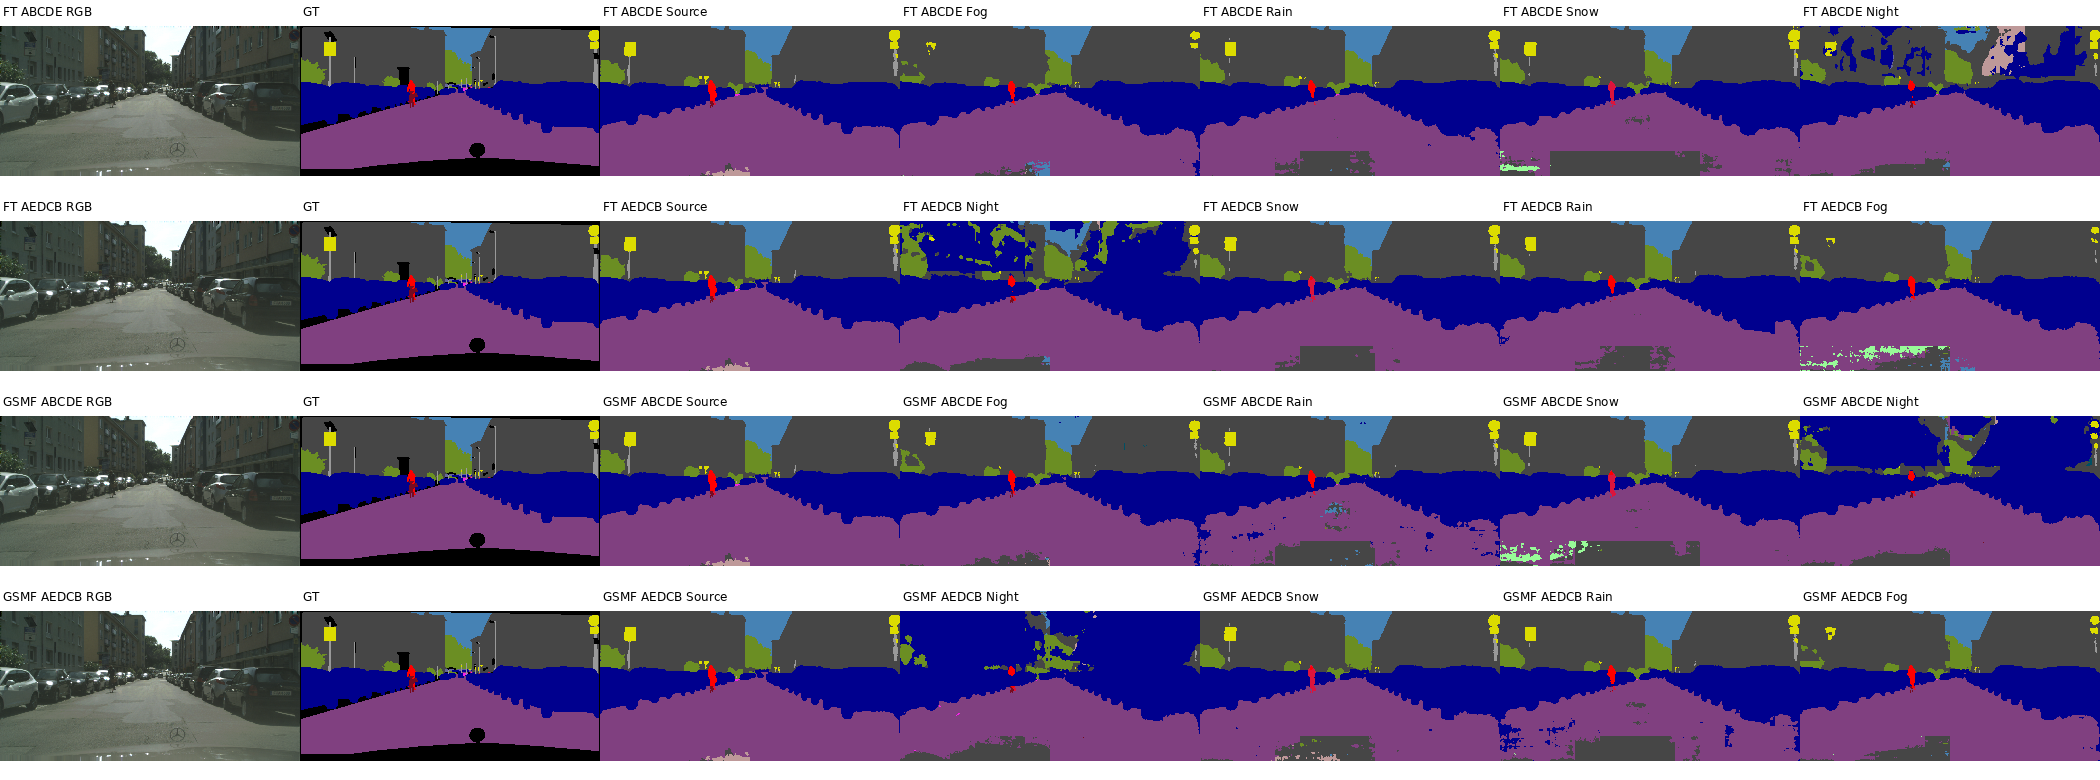 FT ABCDE RGB GT FT ABCDE Source FT ABCDE Fog FT ABCDE Rain FT ABCDE Snow FT ABCDE Night
FT AEDCB RGB GT FT AEDCB Source FT AEDCB Night FT AEDCB Snow FT AEDCB Rain FT AEDCB Fog
GSMF ABCDE RGB GT GSMF ABCDE Source GSMF ABCDE Fog GSMF ABCDE Rain GSMF ABCDE Snow GSMF ABCDE Night
GSMF AEDCB RGB GT GSMF AEDCB Source GSMF AEDCB Night GSMF AEDCB Snow GSMF AEDCB Rain GSMF AEDCB Fog